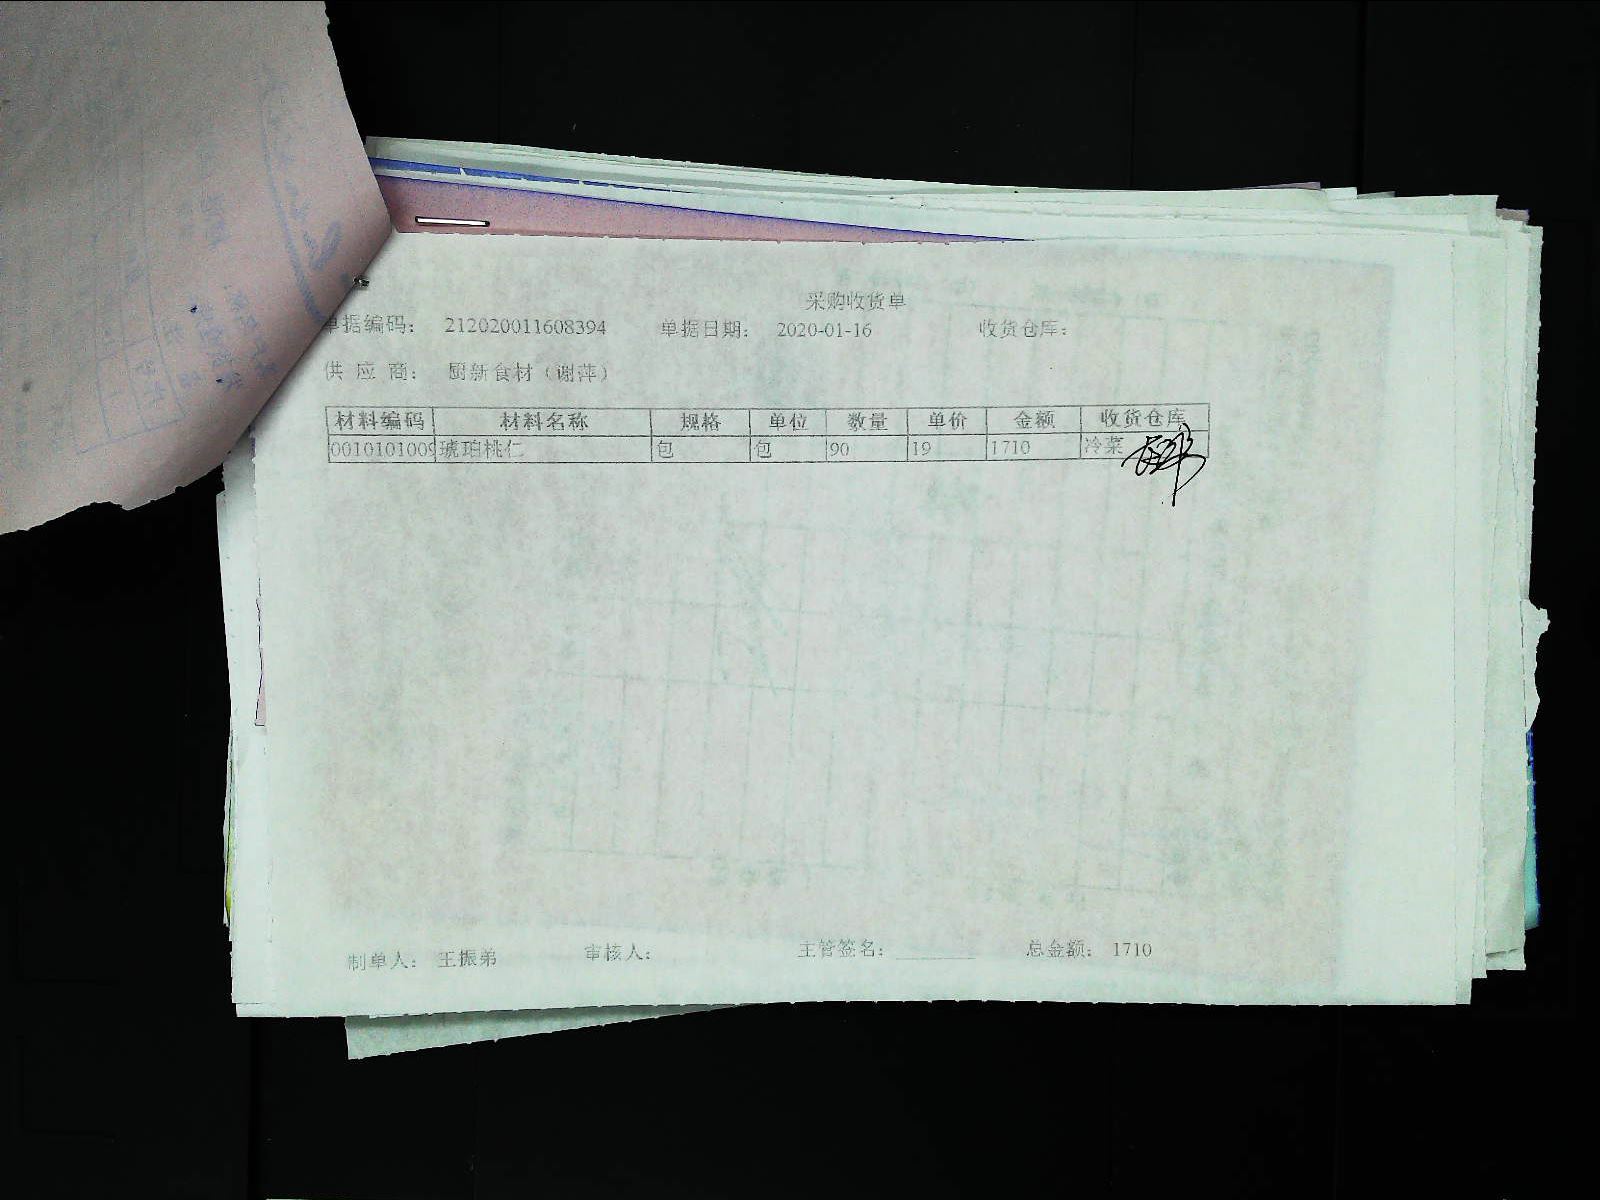 采购收货单
单据编码: 212020011608394 单据日期: 2020-01-16 收货仓库:
供 应 商: 厨新食材（谢萍）
材料编码 材料名称 规格 单位 数量 单价 金额 收货仓库
0010101009 琥珀桃仁 包 包 90 19 1710 冷菜
制单人: 王振弟 审核人: 主管签名: 总金额: 1710